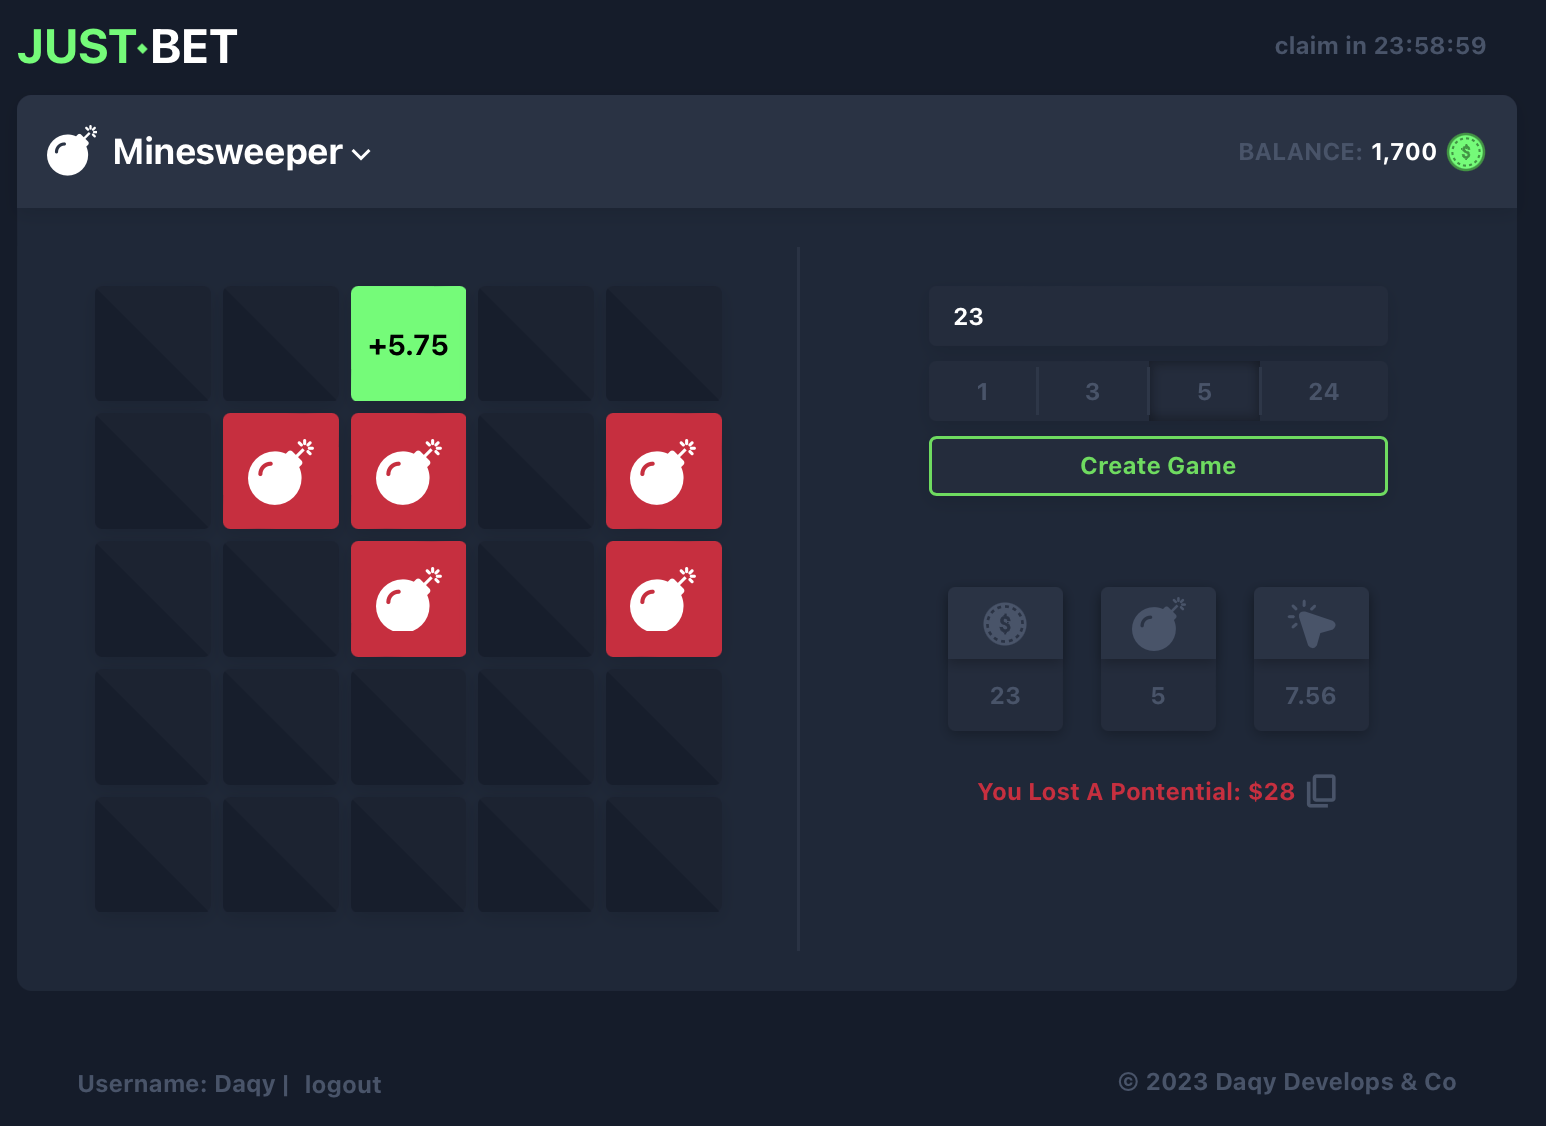 JUST BET
claim in 23:58:59
Minesweeper
BALANCE: 1,700
+5.75
23
1 3 5 24
Create Game
23 5 7.56
You Lost A Pontential: $28
Username: Daqy | logout
© 2023 Daqy Develops & Co